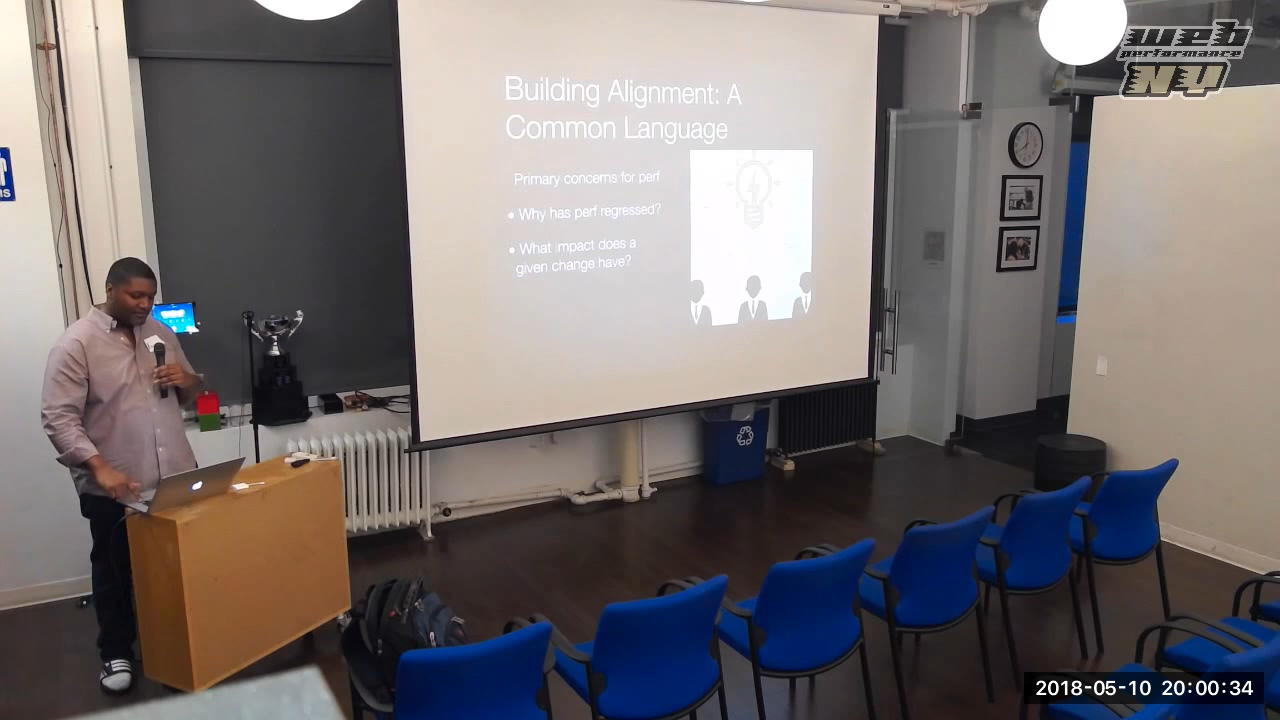 web
performance
NY
Building Alignment: A
Common Language
Primary concerns for perf
• Why has perf regressed?
• What impact does a
given change have?
2018-05-10 20:00:34